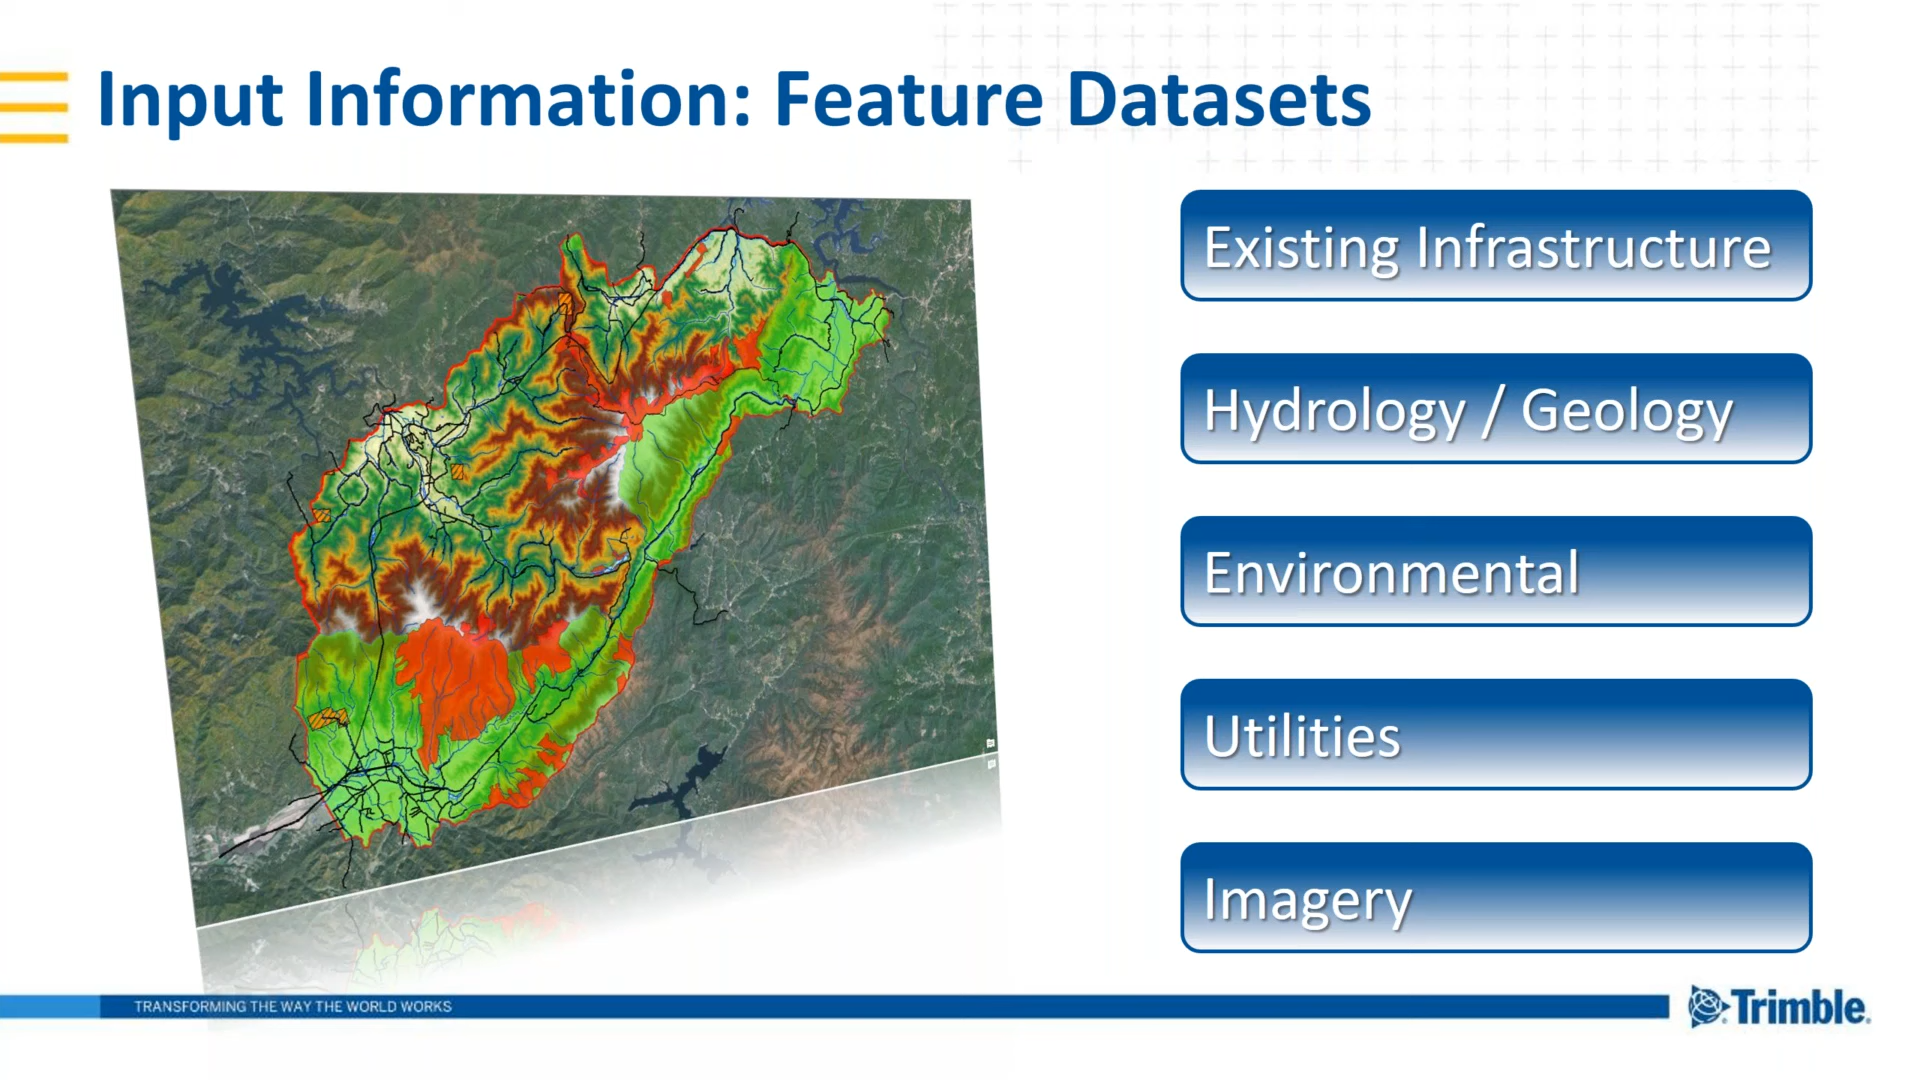 Input Information: Feature Datasets
Existing Infrastructure
Hydrology / Geology
Environmental
Utilities
Imagery
TRANSFORMING THE WAY THE WORLD WORKS
Trimble